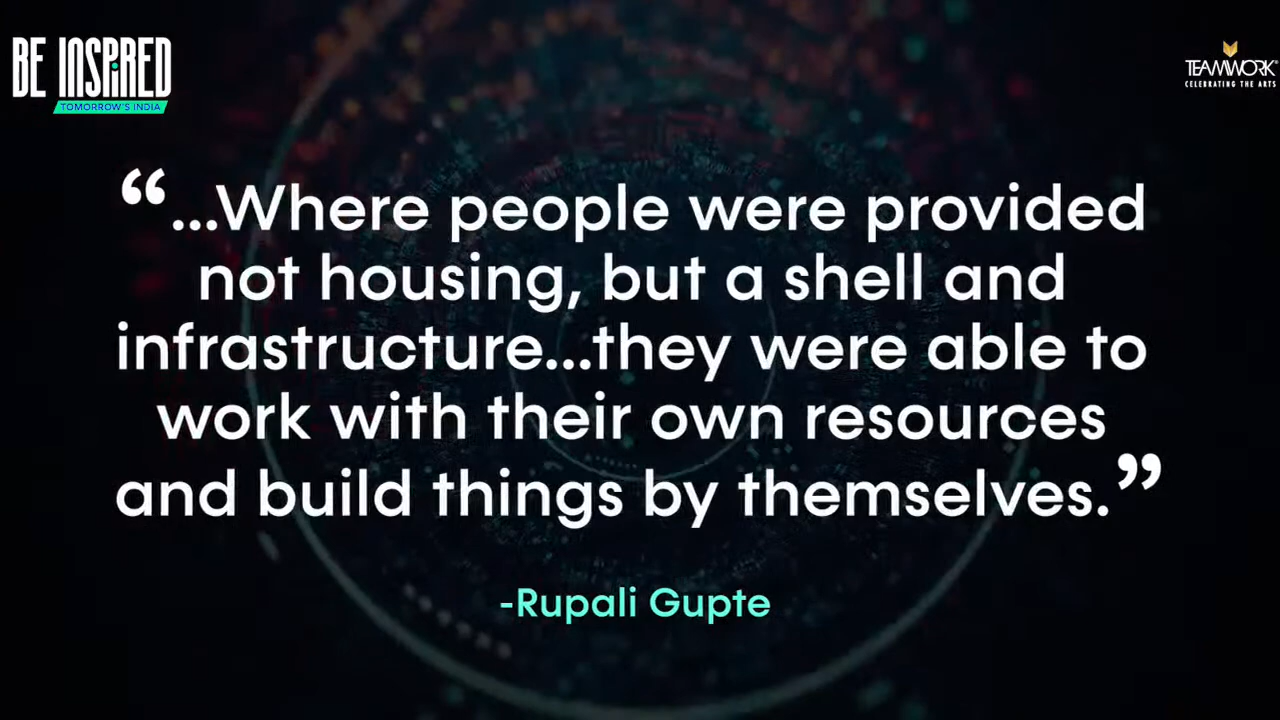 BE INSPIRED
TOMORROW'S INDIA
TEAMWORK®
CELEBRATING THE ARTS
“...Where people were provided
not housing, but a shell and
infrastructure...they were able to
work with their own resources
and build things by themselves.”
-Rupali Gupte